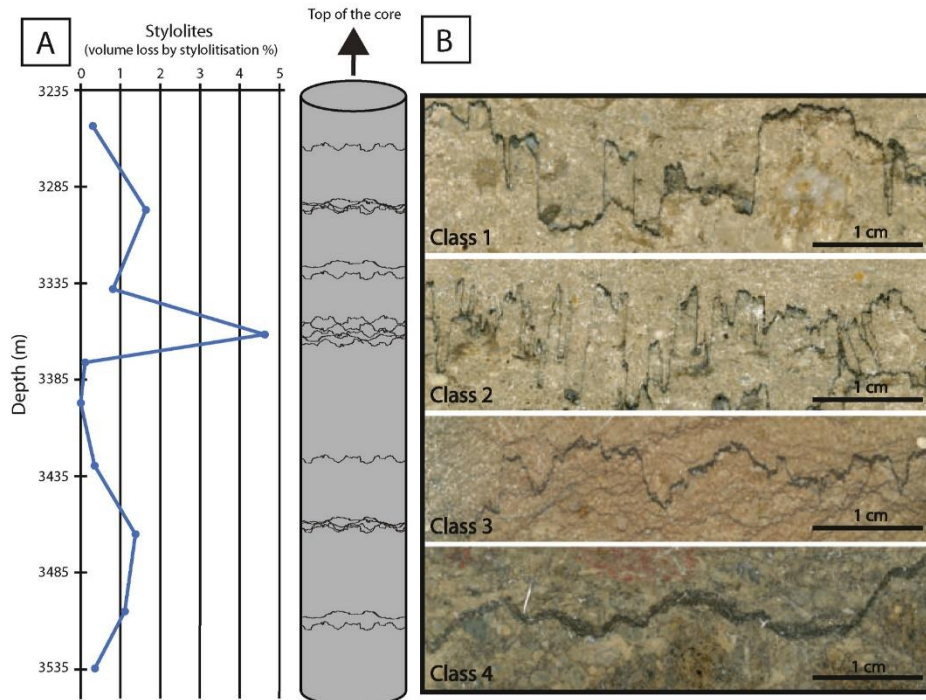 A
Stylolites
(volume loss by stylolitisation %)
0 1 2 3 4 5
Depth (m)
3235
3285
3335
3385
3435
3485
3535
Top of the core
B
Class 1
1 cm
Class 2
1 cm
Class 3
1 cm
Class 4
1 cm